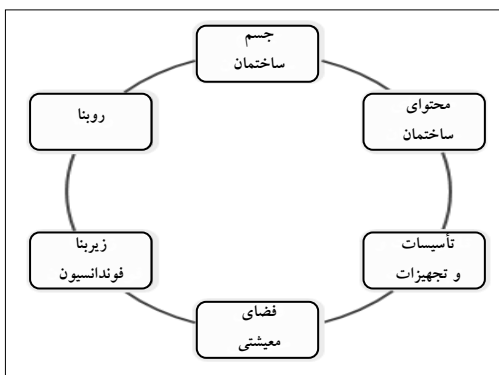 جسم
ساختمان
محتوای
ساختمان
تأسیسات
و تجهیزات
فضای
معیشتی
زیربنا
فوندانسیون
روبنا